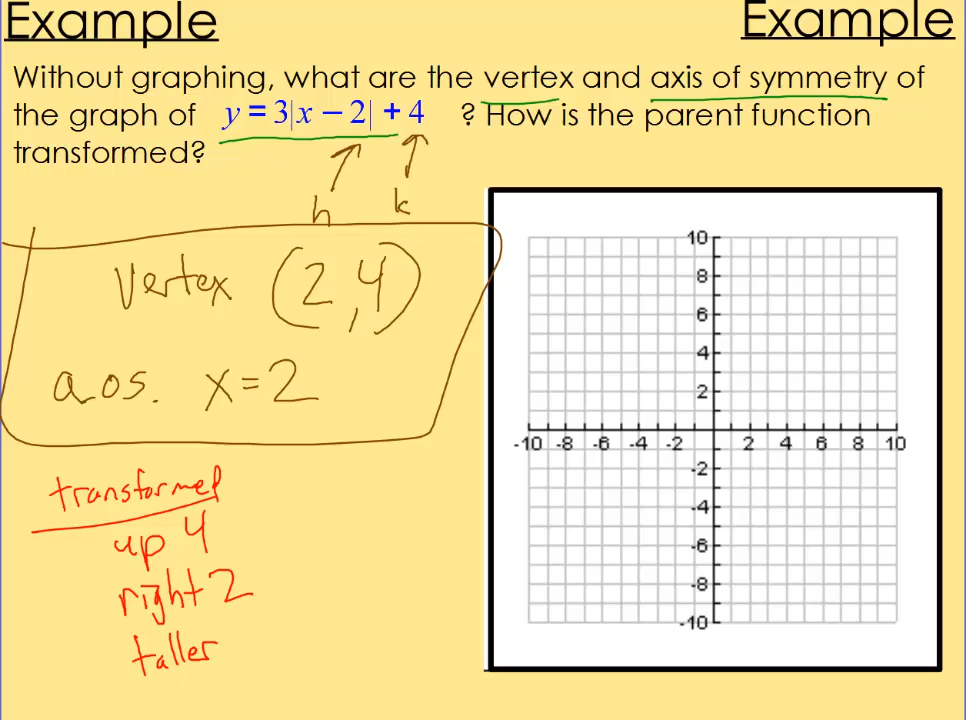 Example Example
Without graphing, what are the vertex and axis of symmetry of
the graph of y = 3|x − 2| + 4 ? How is the parent function
transformed?
h k
vertex (2,4)
a.o.s. x=2
transformed
up 4
right 2
taller
10
8
6
4
2
-10 -8 -6 -4 -2 2 4 6 8 10
-2
-4
-6
-8
-10